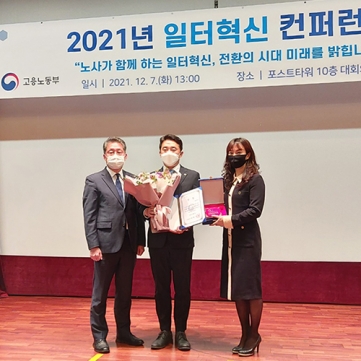 2021년 일터혁신 컨퍼런
"노사가 함께 하는 일터혁신, 전환의 시대 미래를 밝힙니
고용노동부
일시 | 2021. 12. 7.(화) 13:00 장소 | 포스트타워 10층 대회의